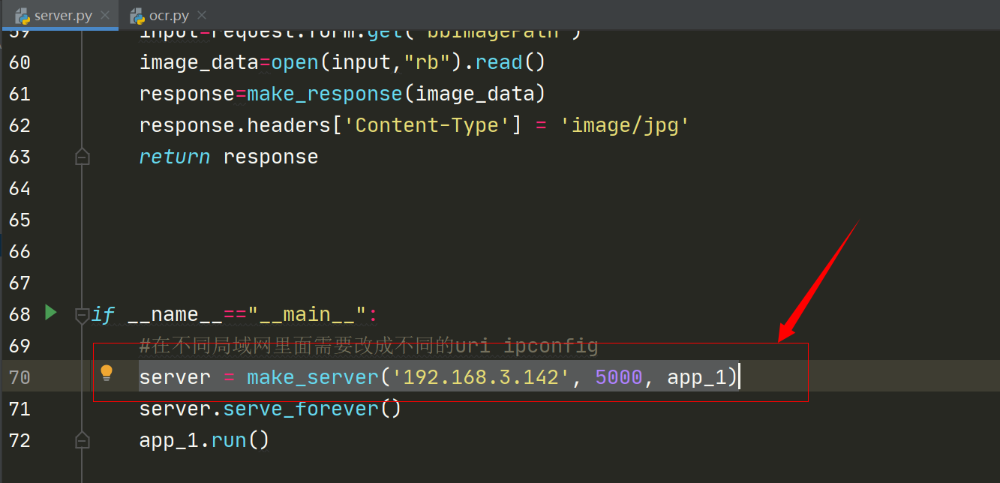 server.py ocr.py
59 input=request.form.get('bbimagePath')
60 image_data=open(input,"rb").read()
61 response=make_response(image_data)
62 response.headers['Content-Type'] = 'image/jpg'
63 return response
64
65
66
67
68 if __name__=="__main__":
69 #在不同局域网里面需要改成不同的uri ipconfig
70 server = make_server('192.168.3.142', 5000, app_1)
71 server.serve_forever()
72 app_1.run()